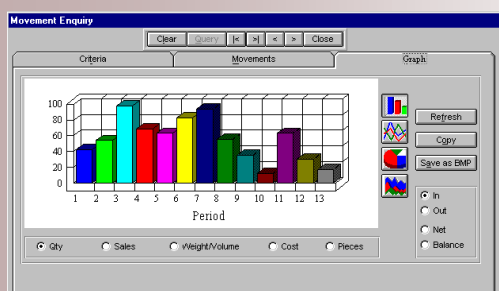 Movement Enquiry
Clear Query |< >| < > Close
Criteria Movements Graph
100
80
60
40
20
0
1 2 3 4 5 6 7 8 9 10 11 12 13
Period
Refresh
Copy
Save as BMP
In
Out
Net
Balance
Qty Sales Weight/Volume Cost Pieces